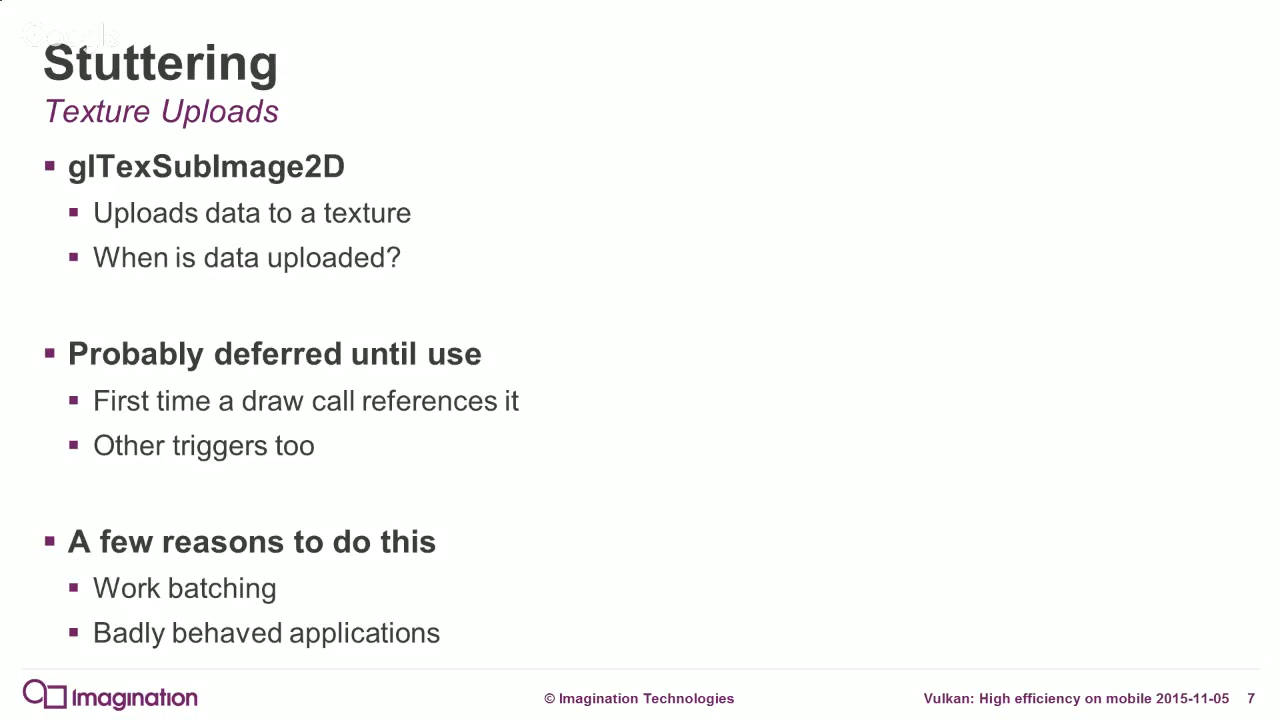 Stuttering
Texture Uploads
glTexSubImage2D
Uploads data to a texture
When is data uploaded?
Probably deferred until use
First time a draw call references it
Other triggers too
A few reasons to do this
Work batching
Badly behaved applications
Imagination
© Imagination Technologies
Vulkan: High efficiency on mobile 2015-11-05 7